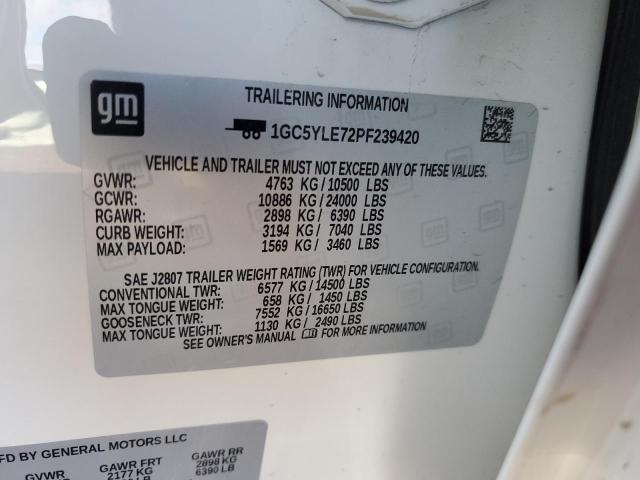 gm
TRAILERING INFORMATION
1GC5YLE72PF239420
VEHICLE AND TRAILER MUST NOT EXCEED ANY OF THESE VALUES.
GVWR: 4763 KG/10500 LBS
GCWR: 10886 KG/24000 LBS
RGAWR: 2898 KG/ 6390 LBS
CURB WEIGHT: 3194 KG/ 7040 LBS
MAX PAYLOAD: 1569 KG/ 3460 LBS
SAE J2807 TRAILER WEIGHT RATING (TWR) FOR VEHICLE CONFIGURATION.
CONVENTIONAL TWR: 6577 KG/14500 LBS
MAX TONGUE WEIGHT: 658 KG/ 1450 LBS
GOOSENECK TWR: 7552 KG/16650 LBS
MAX TONGUE WEIGHT: 1130 KG/ 2490 LBS
SEE OWNER'S MANUAL FOR MORE INFORMATION
FD BY GENERAL MOTORS LLC
GVWR GAWR FRT GAWR RR
2177 KG 2898 KG
6390 LB